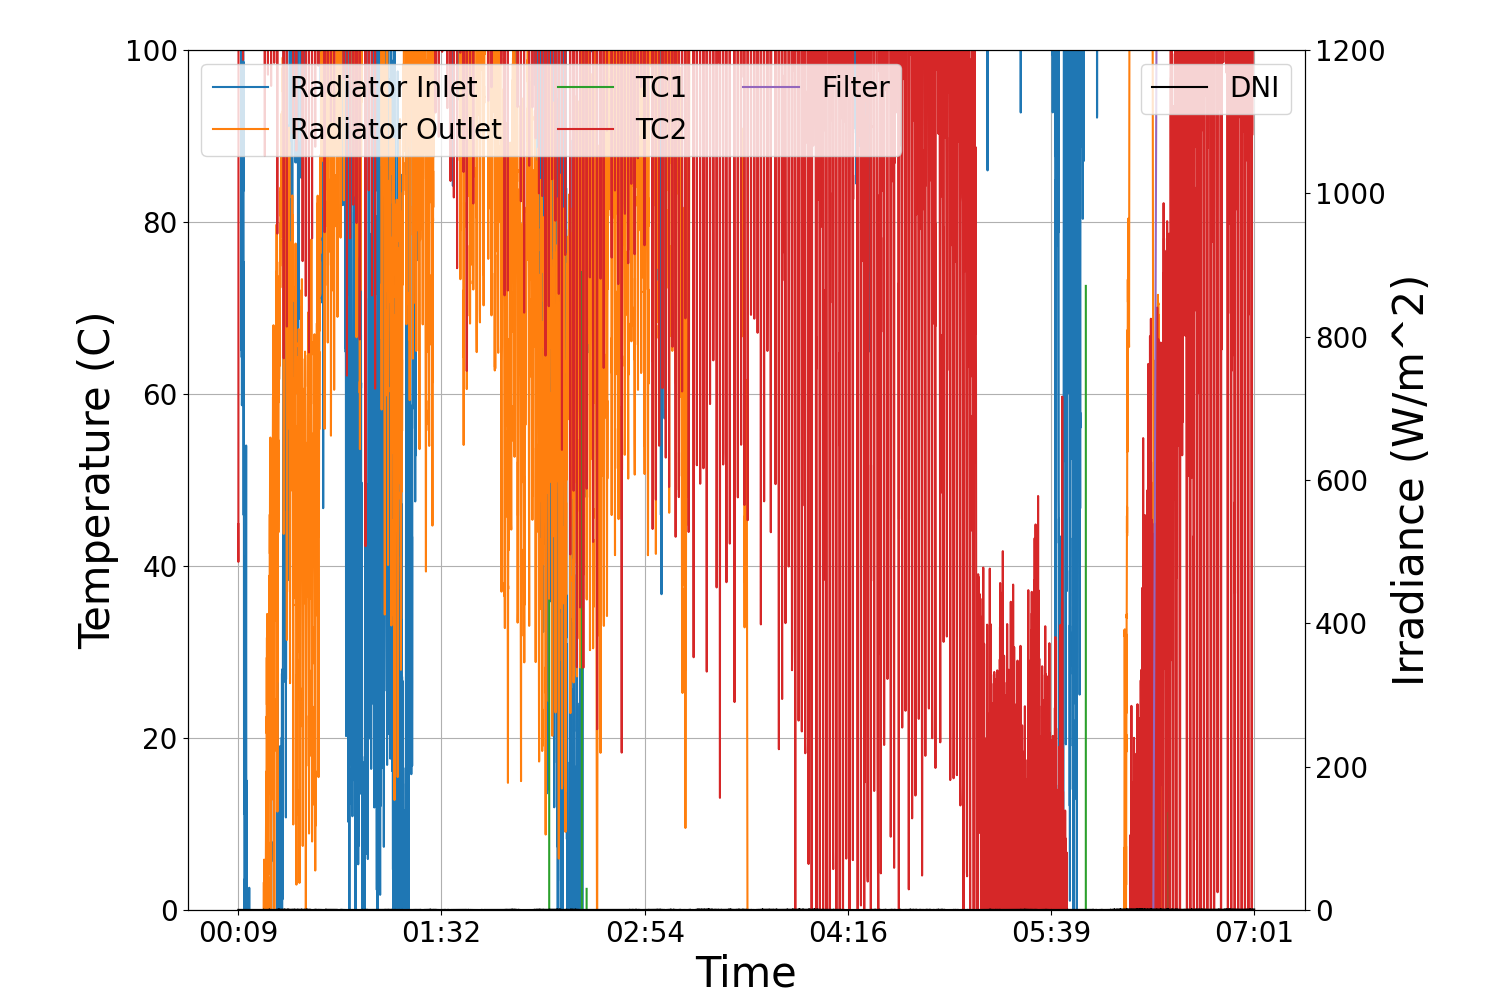 100
80
60
40
20
0
Temperature (C)
Radiator Inlet
Radiator Outlet
TC1
TC2
Filter
DNI
1200
1000
800
600
400
200
0
Irradiance (W/m^2)
00:09 01:32 02:54 04:16 05:39 07:01
Time